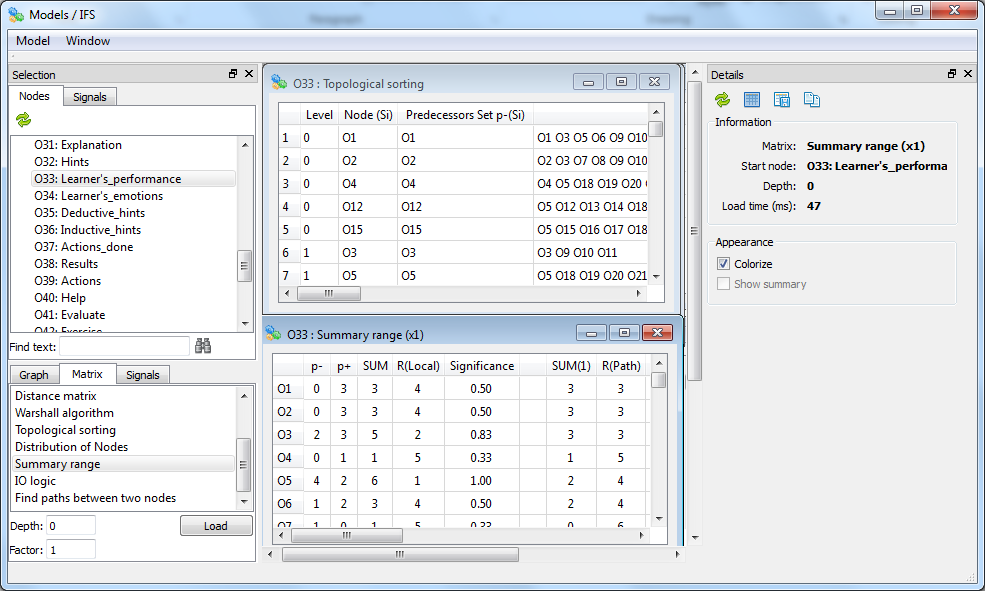 Models / IFS
Model Window
Selection
Nodes Signals
O31: Explanation
O32: Hints
O33: Learner's_performance
O34: Learner's_emotions
O35: Deductive_hints
O36: Inductive_hints
O37: Actions_done
O38: Results
O39: Actions
O40: Help
O41: Evaluate
O42: Exercise
Find text:
Graph Matrix Signals
Distance matrix
Warshall algorithm
Topological sorting
Distribution of Nodes
Summary range
IO logic
Find paths between two nodes
Depth: 0
Load
Factor: 1
O33 : Topological sorting
Level Node (Si) Predecessors Set p-(Si)
1 0 O1 O1 O1 O3 O5 O6 O9 O10
2 0 O2 O2 O2 O3 O7 O8 O9 O10
3 0 O4 O4 O4 O5 O18 O19 O20
4 0 O12 O12 O5 O12 O13 O14 O18
5 0 O15 O15 O5 O15 O16 O17 O18
6 1 O3 O3 O3 O9 O10 O11
7 1 O5 O5 O5 O18 O19 O20 O21
O33 : Summary range (x1)
p- p+ SUM R(Local) Significance SUM(1) R(Path)
O1 0 3 3 4 0.50 3 3
O2 0 3 3 4 0.50 3 3
O3 2 3 5 2 0.83 3 3
O4 0 1 1 5 0.33 1 5
O5 4 2 6 1 1.00 2 4
O6 1 2 3 4 0.50 2 4
O7 1 0 1 5 0.33 0 6
Details
Information
Matrix: Summary range (x1)
Start node: O33: Learner's_performa
Depth: 0
Load time (ms): 47
Appearance
Colorize
Show summary